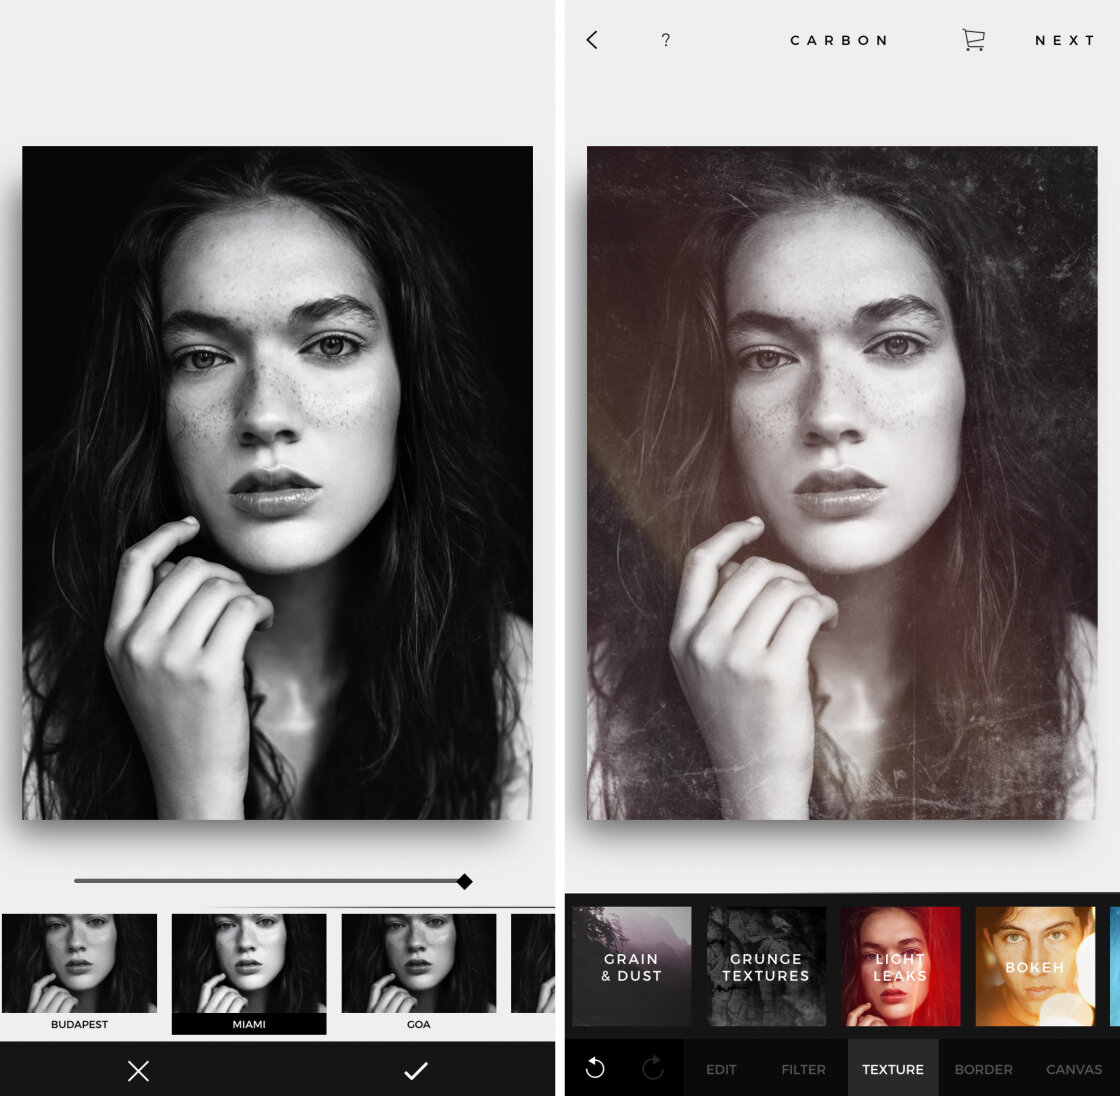 BUDAPEST
MIAMI
GOA
?
CARBON
NEXT
GRAIN
& DUST
GRUNGE
TEXTURES
LIGHT
LEAKS
BOKEH
EDIT
FILTER
TEXTURE
BORDER
CANVAS